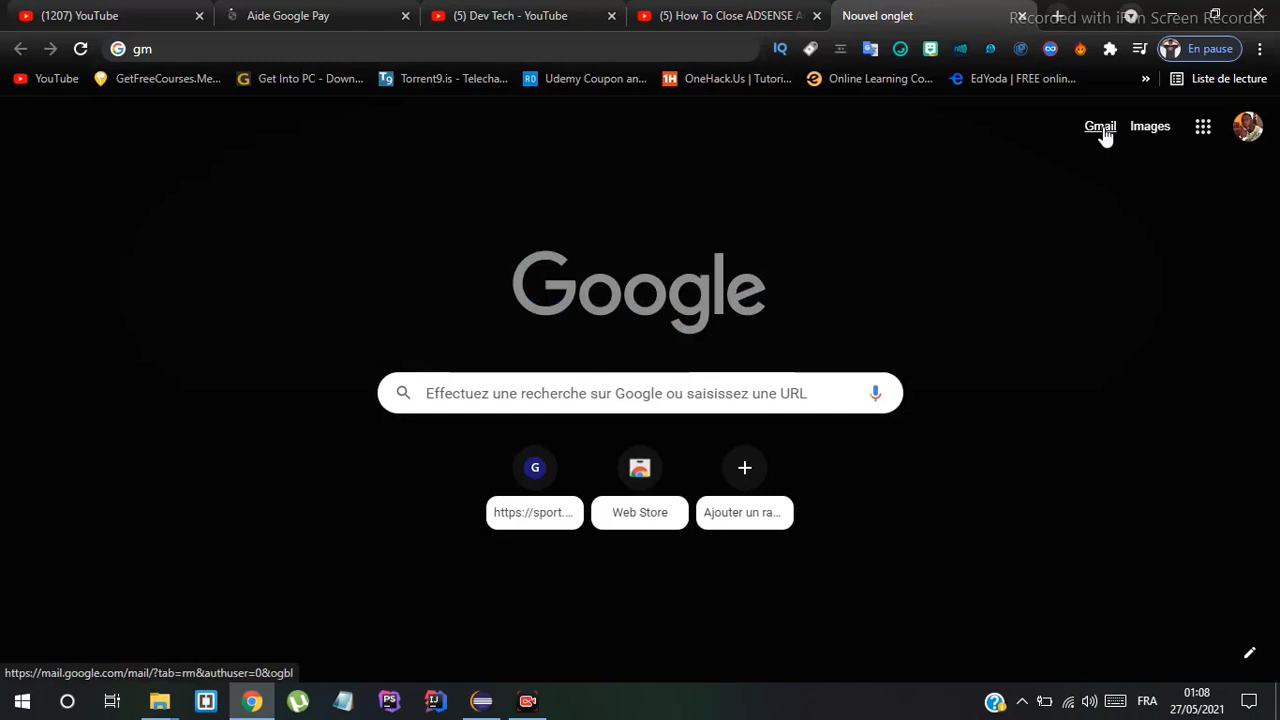 (1207) YouTube
Aide Google Pay
(5) Dev Tech - YouTube
(5) How To Close ADSENSE A
Nouvel onglet
Recorded with iFun Screen Recorder
gm
IQ
En pause
YouTube
GetFreeCourses.Me...
Get Into PC - Down...
Torrent9.is - Telecha...
Udemy Coupon an...
OneHack.Us | Tutori...
Online Learning Co...
EdYoda | FREE onlin...
»
Liste de lecture
Gmail
Images
Google
Effectuez une recherche sur Google ou saisissez une URL
G
https://sport....
Web Store
Ajouter un ra...
https://mail.google.com/mail/?tab=rm&authuser=0&ogbl
FRA
01:08
27/05/2021